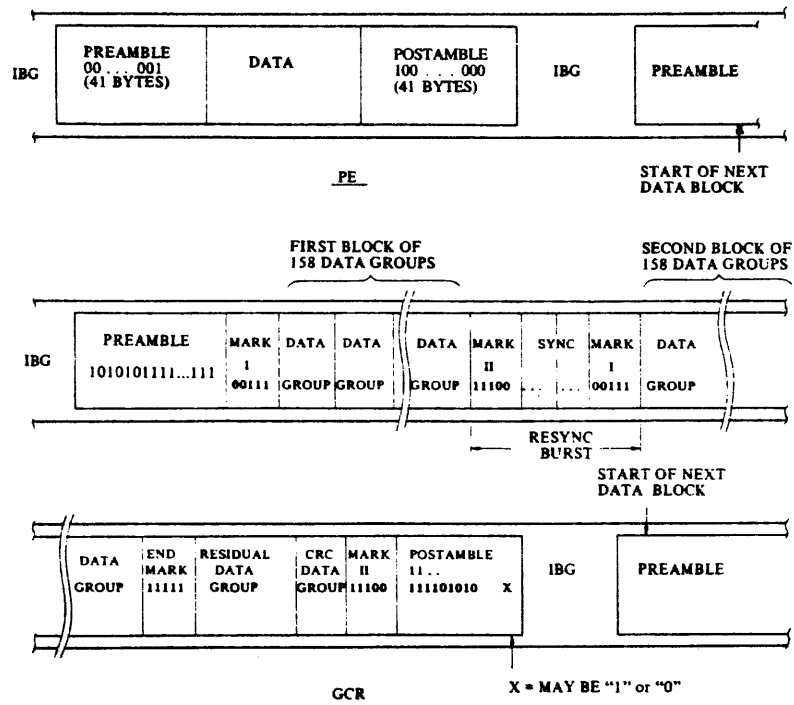 PREAMBLE
00 . . . 001
(41 BYTES)
DATA
POSTAMBLE
100 . . . 000
(41 BYTES)
IBG
IBG
PREAMBLE
START OF NEXT
DATA BLOCK
PE
FIRST BLOCK OF
158 DATA GROUPS
SECOND BLOCK OF
158 DATA GROUPS
IBG
PREAMBLE
1010101111...111
MARK
I
00111
DATA
GROUP
DATA
GROUP
DATA
GROUP
MARK
II
11100
SYNC
... ...
MARK
I
00111
DATA
GROUP
RESYNC
BURST
START OF NEXT
DATA BLOCK
DATA
GROUP
END
MARK
11111
RESIDUAL
DATA
GROUP
CRC
DATA
GROUP
MARK
II
11100
POSTAMBLE
11 . .
111101010 X
IBG
PREAMBLE
X = MAY BE "1" or "0"
GCR